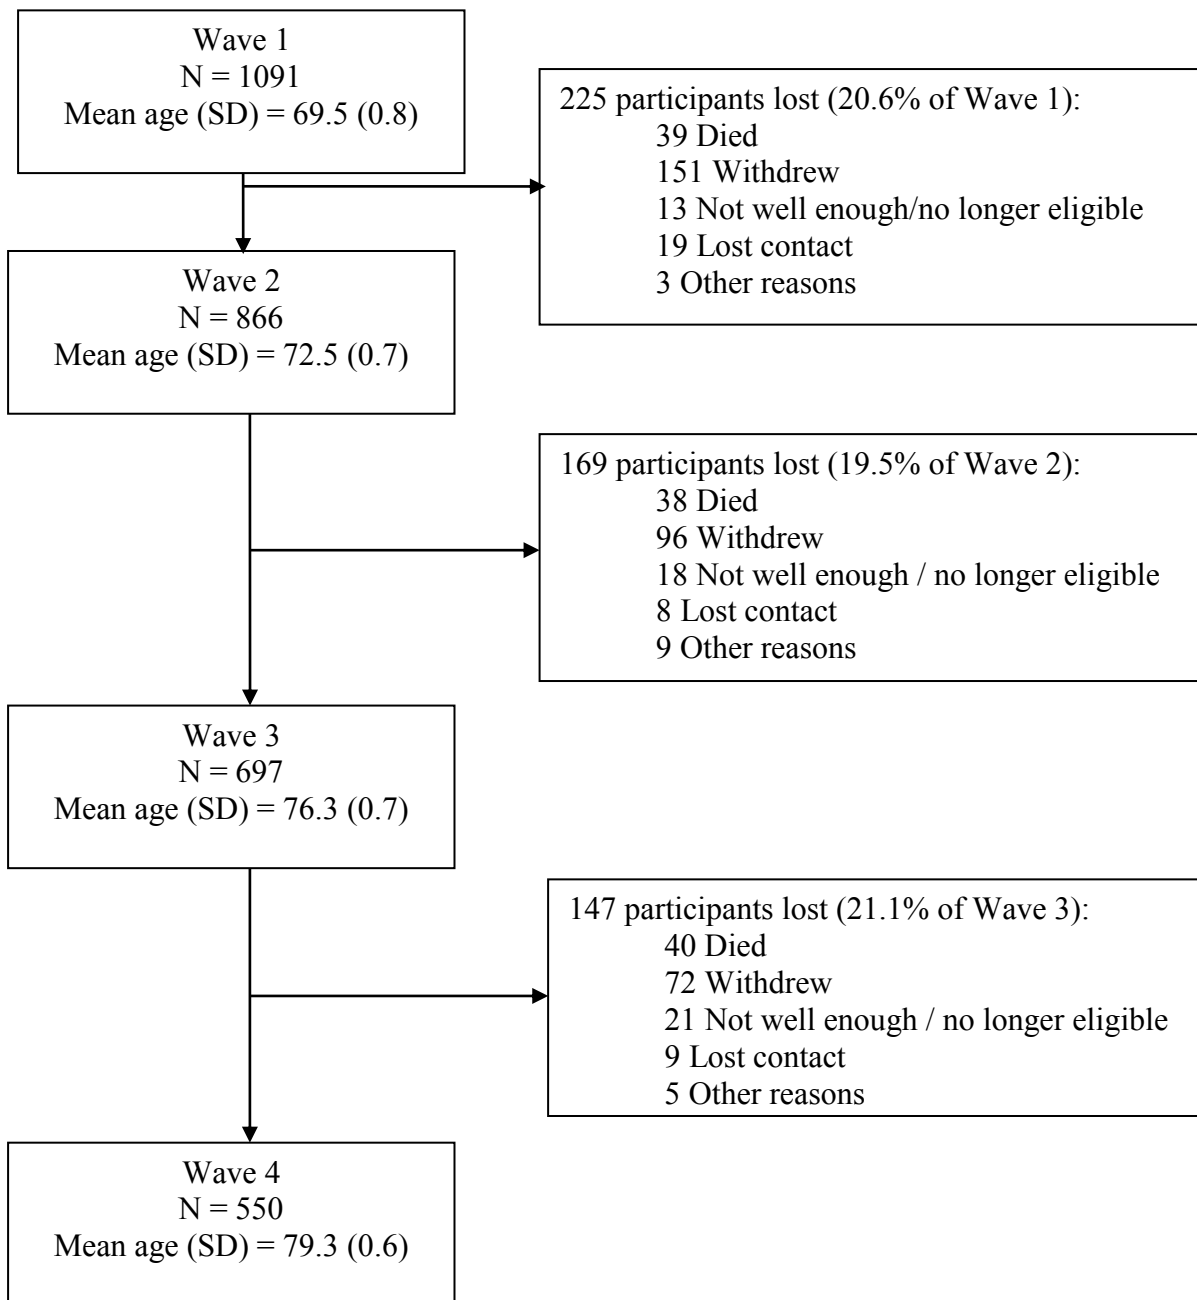 Wave 1
N = 1091
Mean age (SD) = 69.5 (0.8)
225 participants lost (20.6% of Wave 1):
39 Died
151 Withdrew
13 Not well enough/no longer eligible
19 Lost contact
3 Other reasons
Wave 2
N = 866
Mean age (SD) = 72.5 (0.7)
169 participants lost (19.5% of Wave 2):
38 Died
96 Withdrew
18 Not well enough / no longer eligible
8 Lost contact
9 Other reasons
Wave 3
N = 697
Mean age (SD) = 76.3 (0.7)
147 participants lost (21.1% of Wave 3):
40 Died
72 Withdrew
21 Not well enough / no longer eligible
9 Lost contact
5 Other reasons
Wave 4
N = 550
Mean age (SD) = 79.3 (0.6)